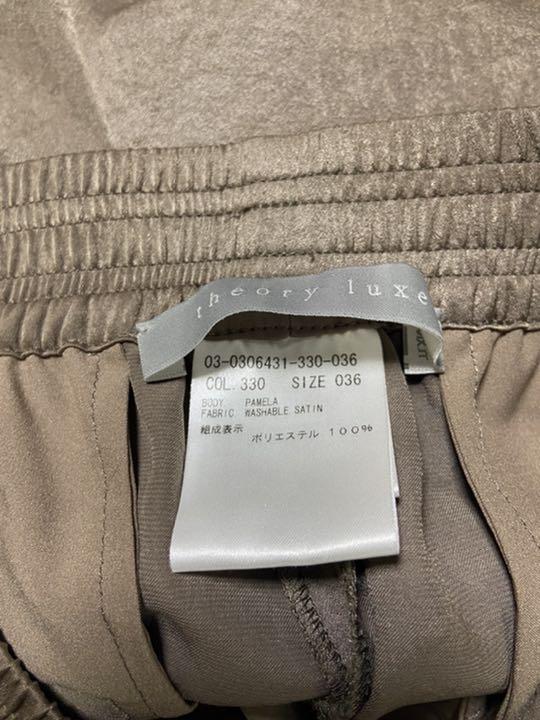 theory luxe
03-0306431-330-036
COL. 330 SIZE 036
BODY PAMELA
FABRIC WASHABLE SATIN
組成表示
ポリエステル 100%